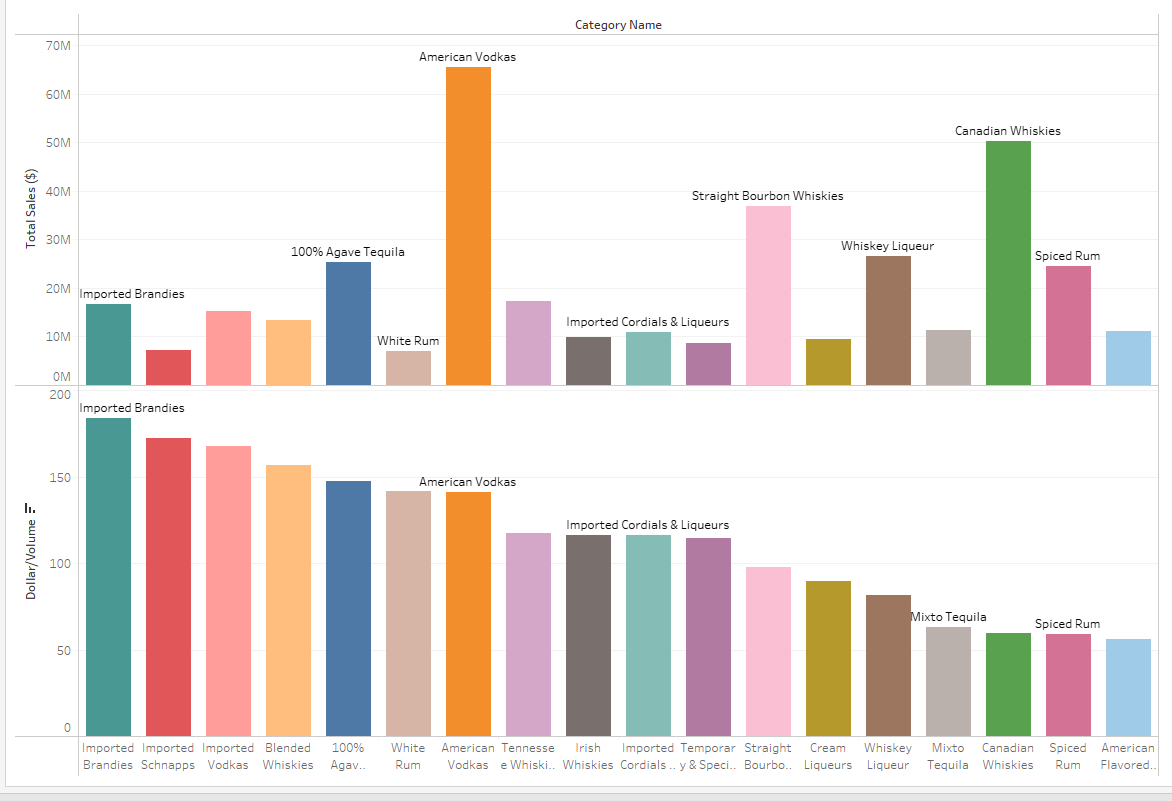 Category Name
70M
American Vodkas
60M
Canadian Whiskies
50M
Total Sales ($)
40M
Straight Bourbon Whiskies
30M
100% Agave Tequila
Whiskey Liqueur
Spiced Rum
20M
Imported Brandies
Imported Cordials & Liqueurs
10M
White Rum
0M
200
Imported Brandies
150
American Vodkas
Dollar/Volume
Imported Cordials & Liqueurs
100
Mixto Tequila
Spiced Rum
50
0
Imported Imported Imported Blended 100% White American Tennesse Irish Imported Temporar Straight Cream Whiskey Mixto Canadian Spiced American
Brandies Schnapps Vodkas Whiskies Agav.. Rum Vodkas e Whiski.. Whiskies Cordials .. y & Speci.. Bourbo.. Liqueurs Liqueur Tequila Whiskies Rum Flavored..